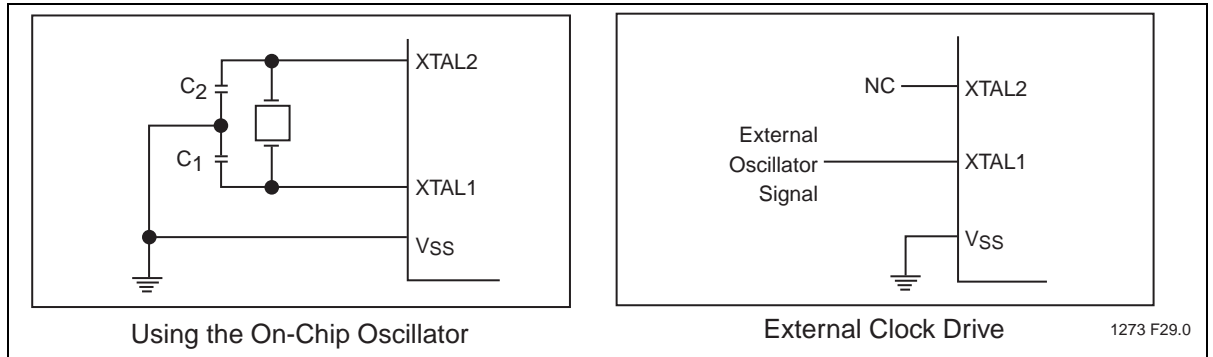 XTAL2
C2
C1
XTAL1
VSS
Using the On-Chip Oscillator
NC
XTAL2
External
Oscillator
Signal
XTAL1
VSS
External Clock Drive
1273 F29.0